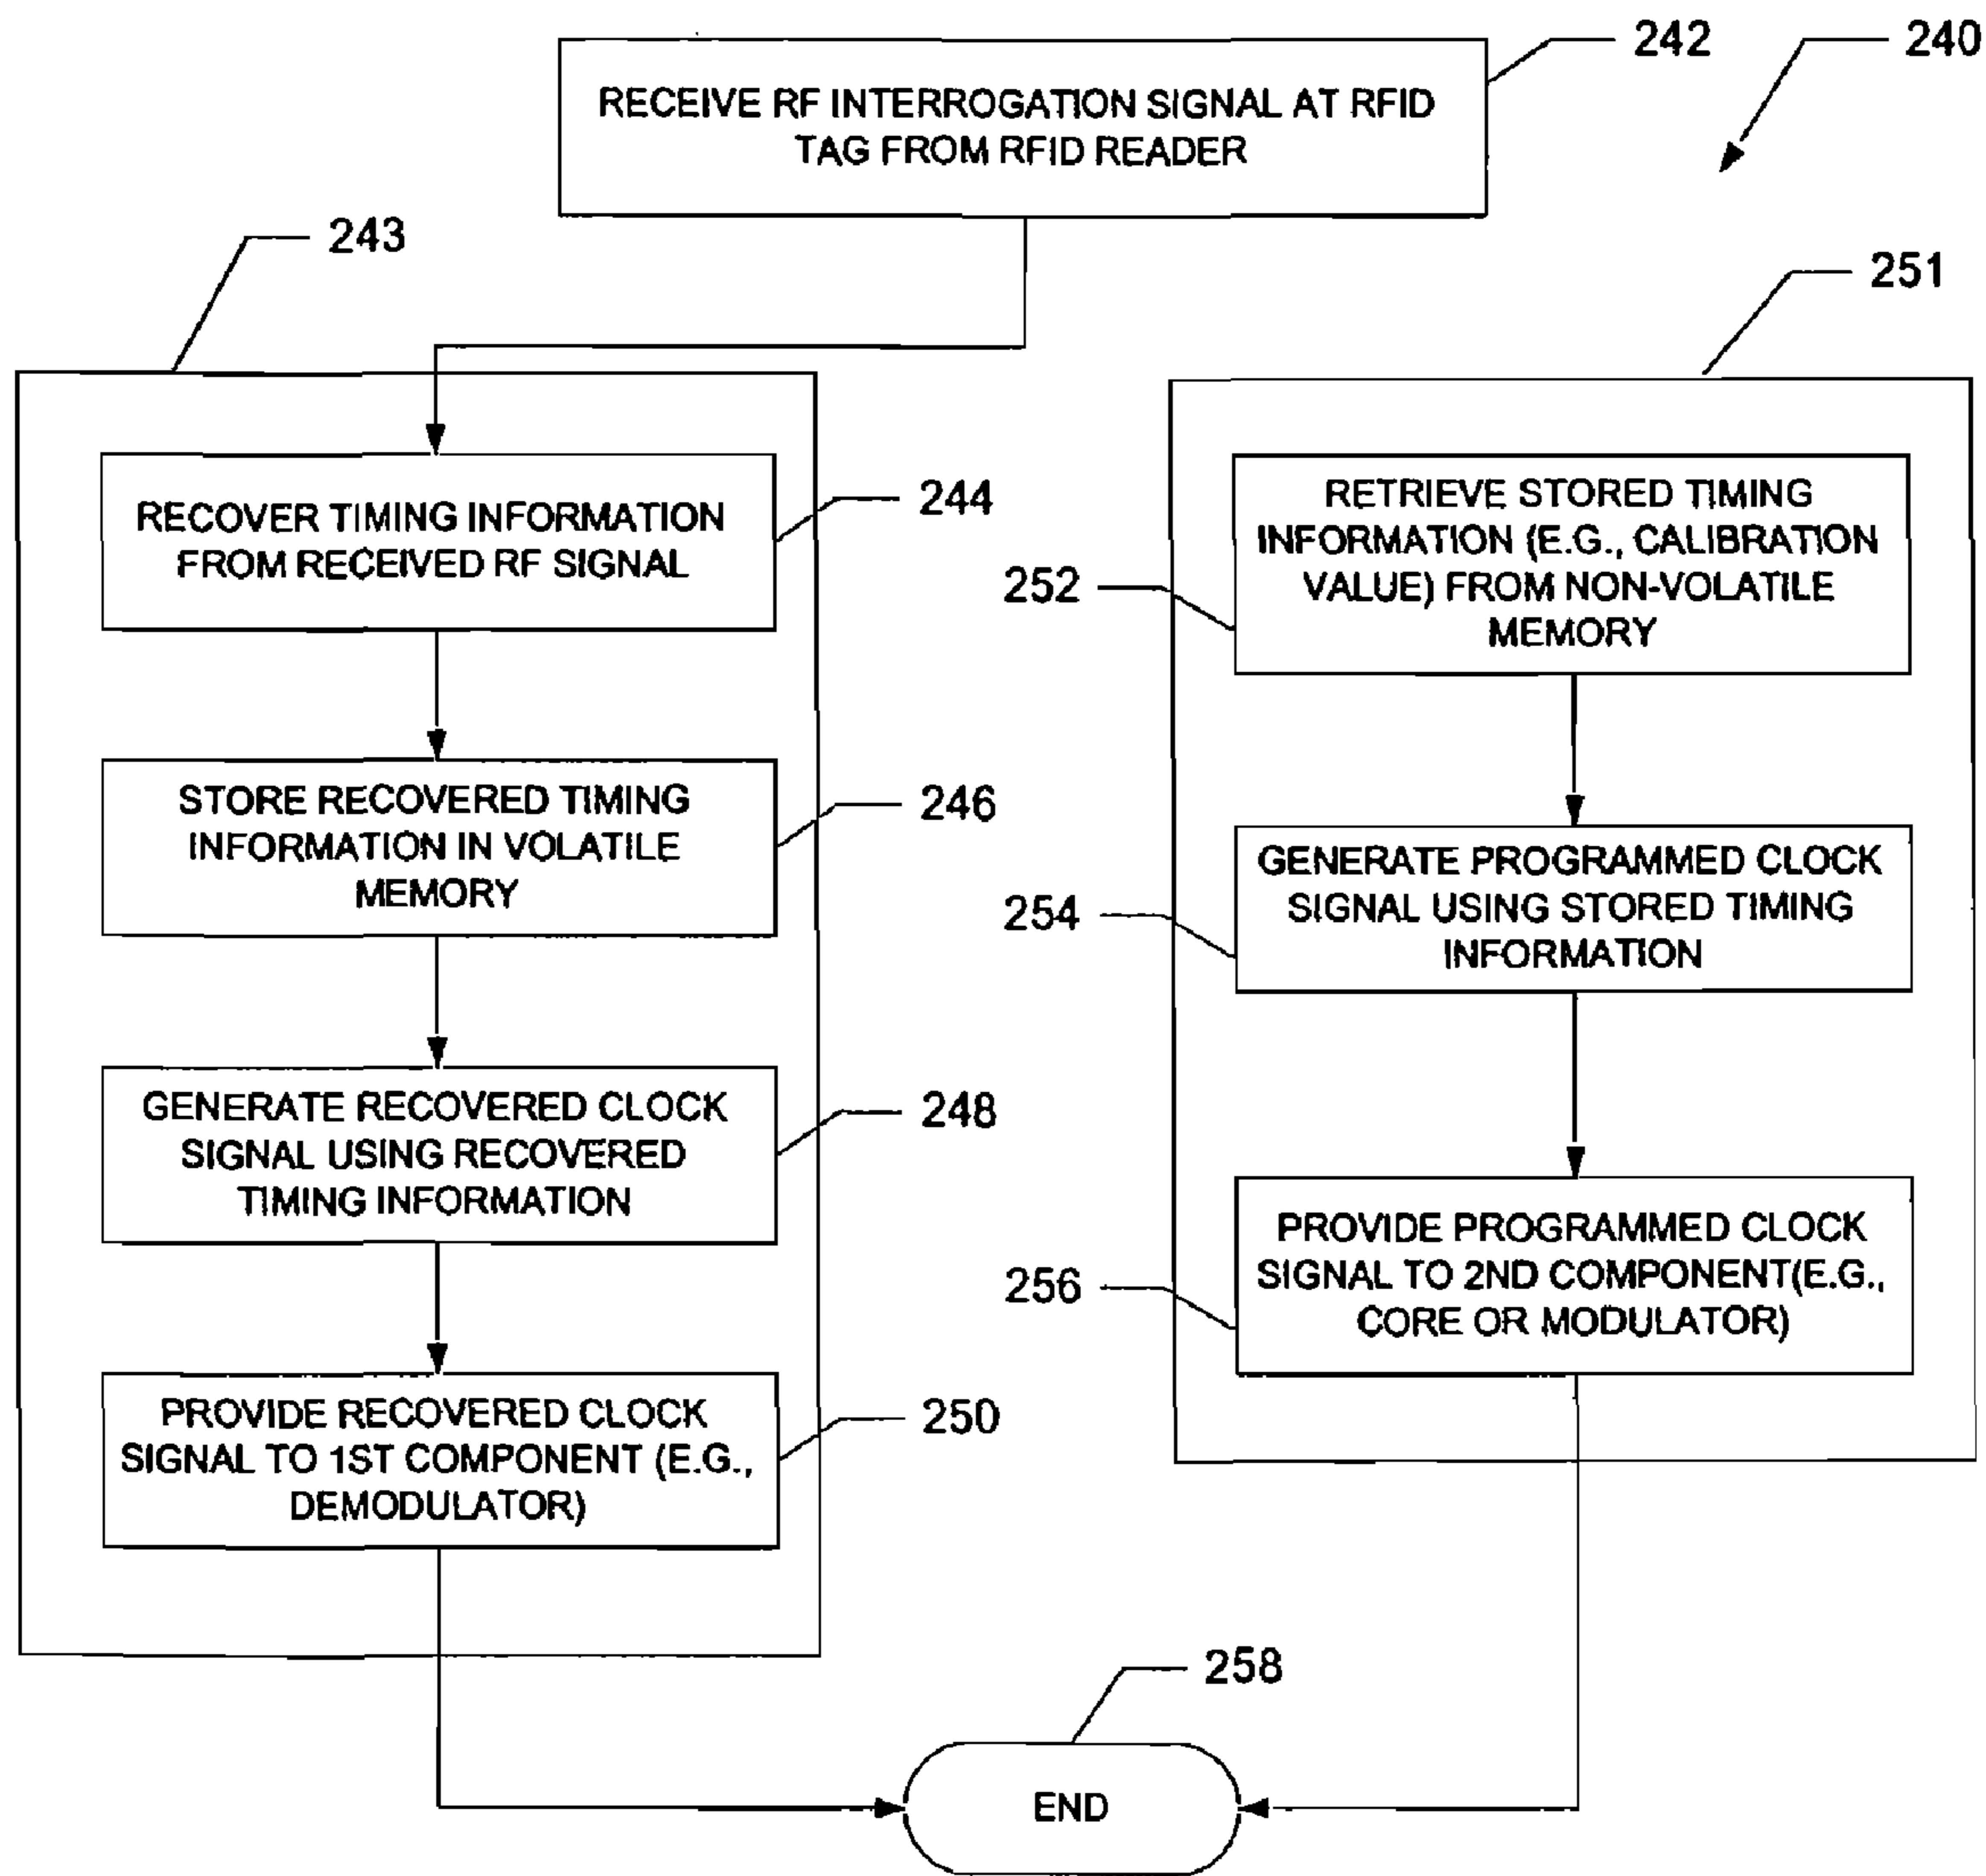 242
240
RECEIVE RF INTERROGATION SIGNAL AT RFID
TAG FROM RFID READER
243
251
RECOVER TIMING INFORMATION
FROM RECEIVED RF SIGNAL
244
STORE RECOVERED TIMING
INFORMATION IN VOLATILE
MEMORY
246
GENERATE RECOVERED CLOCK
SIGNAL USING RECOVERED
TIMING INFORMATION
248
PROVIDE RECOVERED CLOCK
SIGNAL TO 1ST COMPONENT (E.G.,
DEMODULATOR)
250
RETRIEVE STORED TIMING
INFORMATION (E.G., CALIBRATION
VALUE) FROM NON-VOLATILE
MEMORY
252
GENERATE PROGRAMMED CLOCK
SIGNAL USING STORED TIMING
INFORMATION
254
PROVIDE PROGRAMMED CLOCK
SIGNAL TO 2ND COMPONENT(E.G.,
CORE OR MODULATOR)
256
258
END